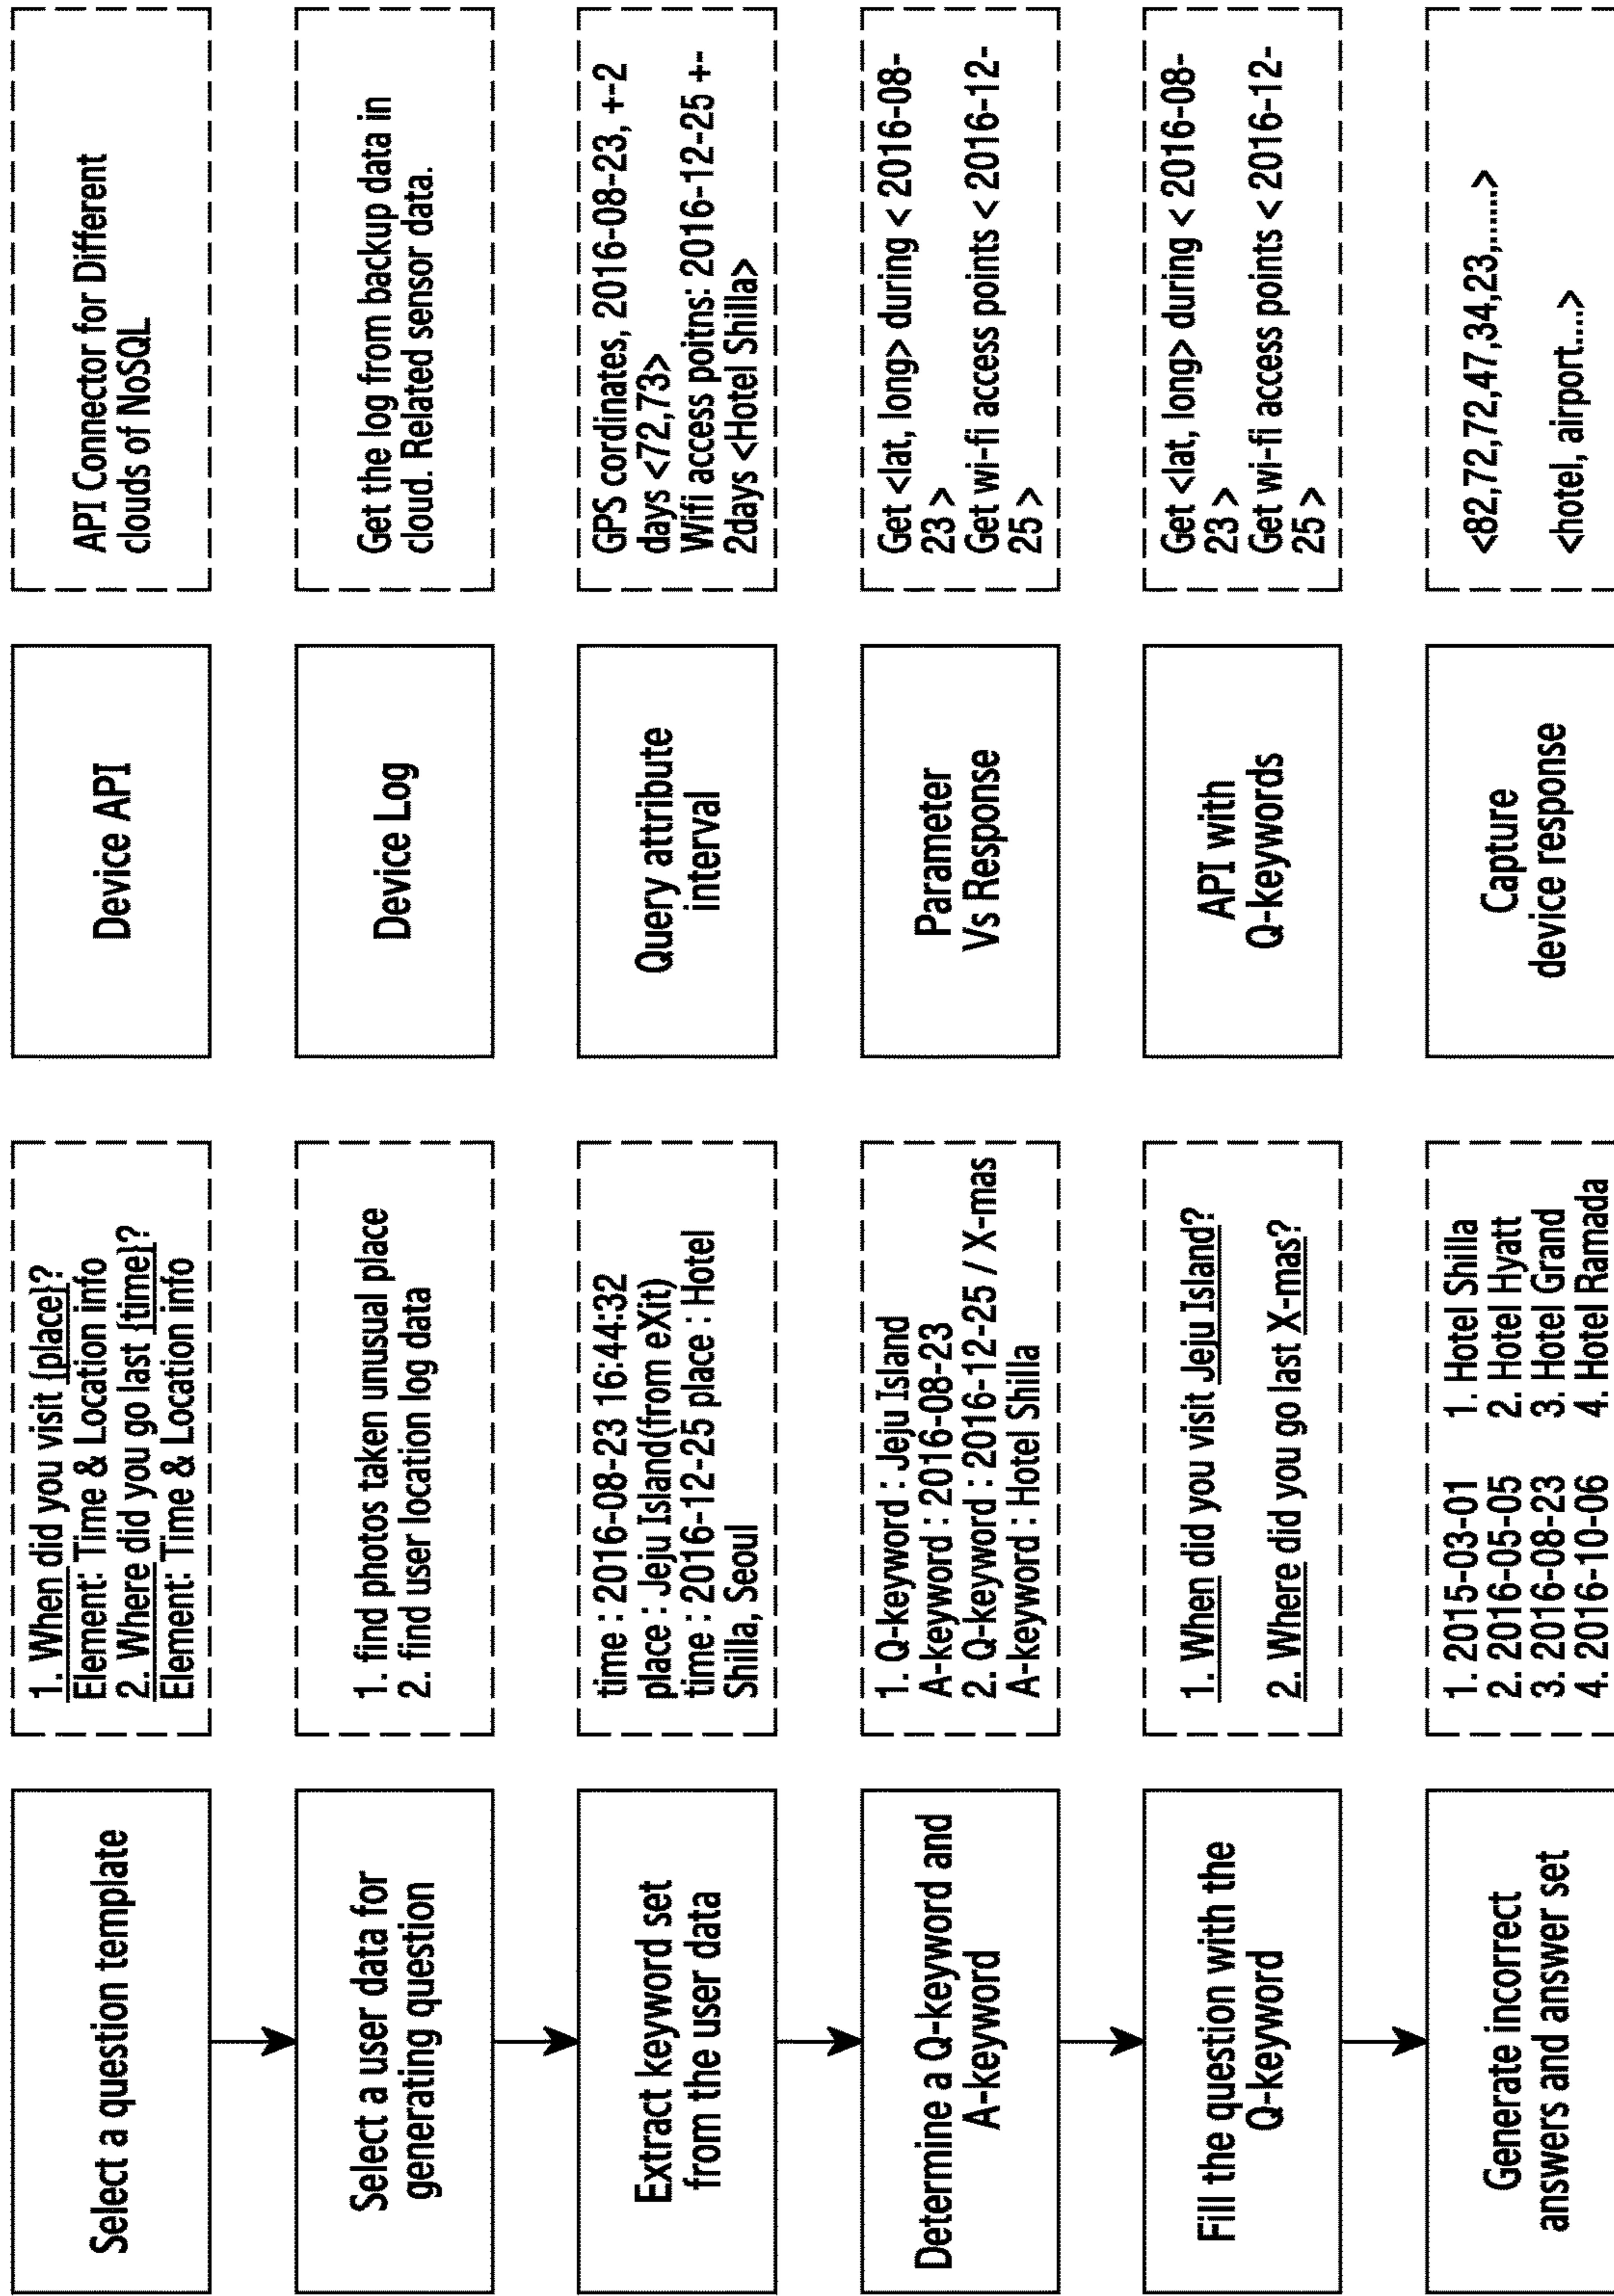 Select a question template
1. When did you visit {place}?
Element: Time & Location info
2. Where did you go last {time}?
Element: Time & Location info
Device API
API Connector for Different
clouds of NoSQL
Select a user data for
generating question
1. find photos taken unusual place
2. find user location log data
Device Log
Get the log from backup data in
cloud. Related sensor data.
Extract keyword set
from the user data
time : 2016-08-23 16:44:32
place : Jeju Island(from eXit)
time : 2016-12-25 place : Hotel
Shilla, Seoul
Query attribute
interval
GPS cordinates, 2016-08-23, +-2
days <72,73>
Wifi access poitns: 2016-12-25 +-
2days <Hotel Shilla>
Determine a Q-keyword and
A-keyword
1. Q-keyword : Jeju Island
A-keyword : 2016-08-23
2. Q-keyword : 2016-12-25 / X-mas
A-keyword : Hotel Shilla
Parameter
Vs Response
Get <lat, long> during < 2016-08-
23 >
Get wi-fi access points < 2016-12-
25 >
Fill the question with the
Q-keyword
1. When did you visit Jeju Island?
2. Where did you go last X-mas?
API with
Q-keywords
Get <lat, long> during < 2016-08-
23 >
Get wi-fi access points < 2016-12-
25 >
Generate incorrect
answers and answer set
1. 2015-03-01 1. Hotel Shilla
2. 2016-05-05 2. Hotel Hyatt
3. 2016-08-23 3. Hotel Grand
4. 2016-10-06 4. Hotel Ramada
Capture
device response
<82,72,72,47,34,23,.....>
<hotel, airport....>